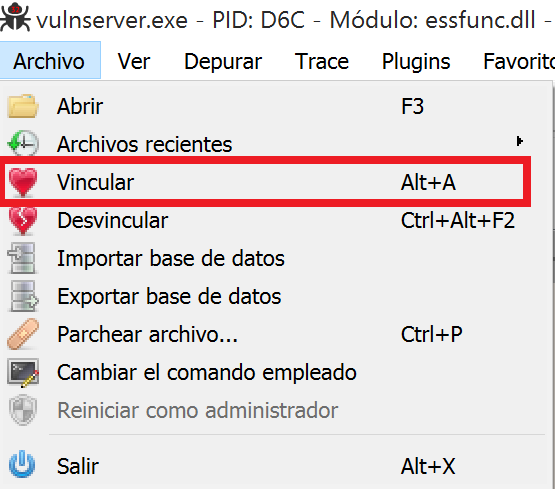 vulnserver.exe - PID: D6C - Módulo: essfunc.dll -
Archivo Ver Depurar Trace Plugins Favorito
Abrir F3
Archivos recientes
Vincular Alt+A
Desvincular Ctrl+Alt+F2
Importar base de datos
Exportar base de datos
Parchear archivo... Ctrl+P
Cambiar el comando empleado
Reiniciar como administrador
Salir Alt+X